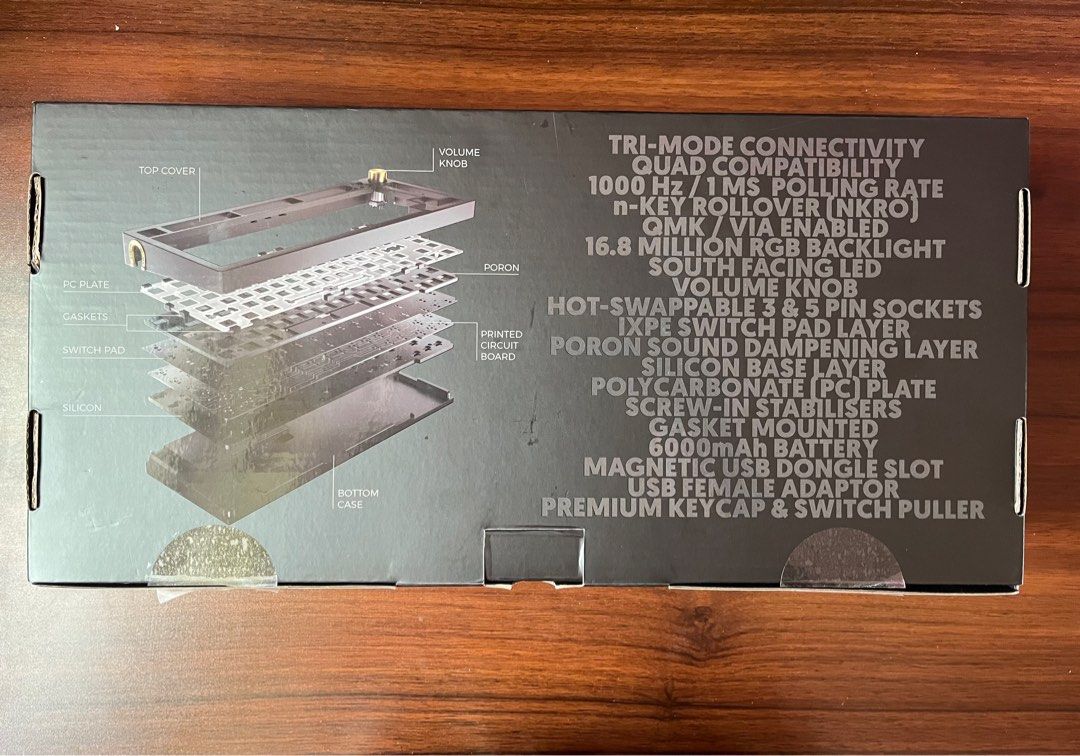 TOP COVER
VOLUME
KNOB
PC PLATE
PORON
GASKETS
SWITCH PAD
PRINTED
CIRCUIT
BOARD
SILICON
BOTTOM
CASE
TRI-MODE CONNECTIVITY
QUAD COMPATIBILITY
1000 Hz / 1 MS POLLING RATE
n-KEY ROLLOVER (NKRO)
QMK / VIA ENABLED
16.8 MILLION RGB BACKLIGHT
SOUTH FACING LED
VOLUME KNOB
HOT-SWAPPABLE 3 & 5 PIN SOCKETS
IXPE SWITCH PAD LAYER
PORON SOUND DAMPENING LAYER
SILICON BASE LAYER
POLYCARBONATE (PC) PLATE
SCREW-IN STABILISERS
GASKET MOUNTED
6000mAh BATTERY
MAGNETIC USB DONGLE SLOT
USB FEMALE ADAPTOR
PREMIUM KEYCAP & SWITCH PULLER